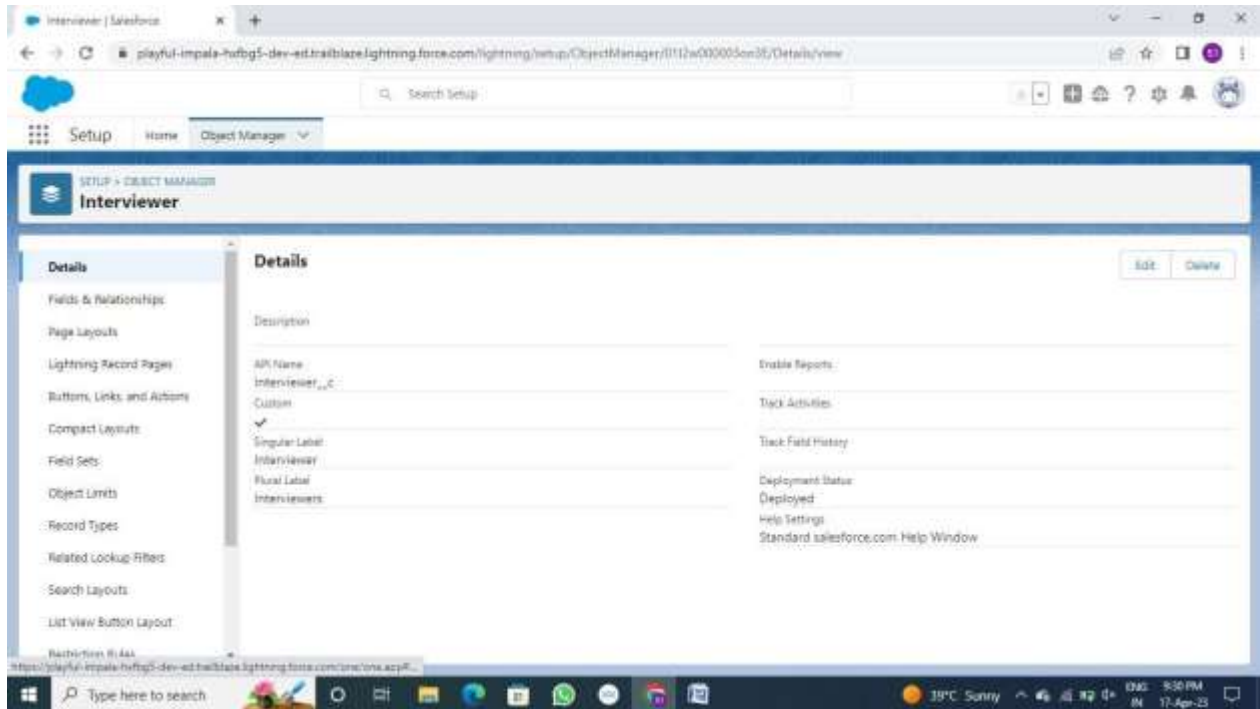 Interviewer | Salesforce
playful-impala-hxfbg5-dev-ed.trailblaze.lightning.force.com/lightning/setup/ObjectManager/
/Details/view
Search Setup
Setup Home Object Manager
SETUP > OBJECT MANAGER
Interviewer
Details
Fields & Relationships
Page Layouts
Lightning Record Pages
Buttons, Links, and Actions
Compact Layouts
Field Sets
Object Limits
Record Types
Related Lookup Filters
Search Layouts
List View Button Layout
Restriction Rules
Details
Edit Delete
Description
API Name
Interviewer__c
Custom
Singular Label
Interviewer
Plural Label
Interviewers
Enable Reports
Track Activities
Track Field History
Deployment Status
Deployed
Help Settings
Standard salesforce.com Help Window
Type here to search
39°C Sunny
ENG 9:30 PM
IN 17-Apr-23